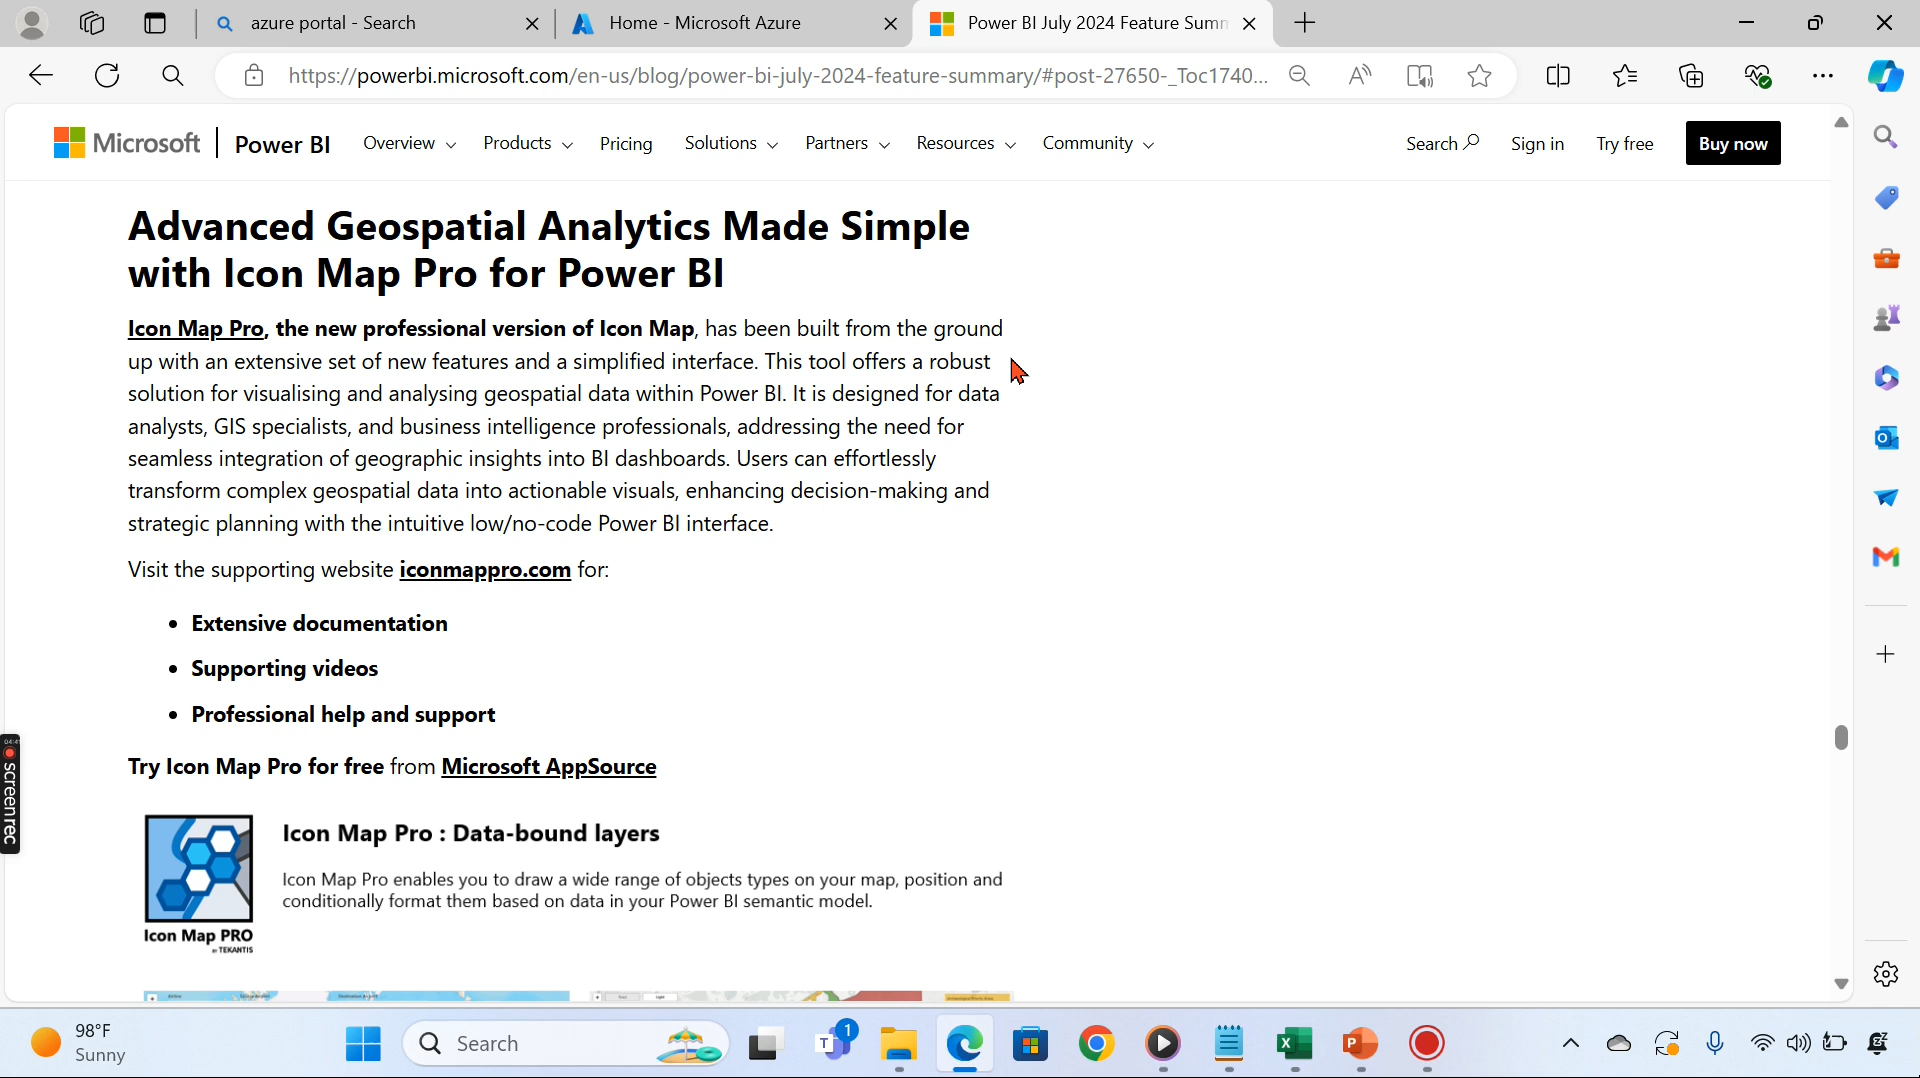 azure portal - Search
Home - Microsoft Azure
Power BI July 2024 Feature Summ
https://powerbi.microsoft.com/en-us/blog/power-bi-july-2024-feature-summary/#post-27650-_Toc1740...
Microsoft
Power BI
Overview
Products
Pricing
Solutions
Partners
Resources
Community
Search
Sign in
Try free
Buy now
Advanced Geospatial Analytics Made Simple
with Icon Map Pro for Power BI
Icon Map Pro, the new professional version of Icon Map, has been built from the ground
up with an extensive set of new features and a simplified interface. This tool offers a robust
solution for visualising and analysing geospatial data within Power BI. It is designed for data
analysts, GIS specialists, and business intelligence professionals, addressing the need for
seamless integration of geographic insights into BI dashboards. Users can effortlessly
transform complex geospatial data into actionable visuals, enhancing decision-making and
strategic planning with the intuitive low/no-code Power BI interface.
Visit the supporting website iconmappro.com for:
• Extensive documentation
• Supporting videos
• Professional help and support
Try Icon Map Pro for free from Microsoft AppSource
Icon Map PRO
BY TEKANTIS
Icon Map Pro : Data-bound layers
Icon Map Pro enables you to draw a wide range of objects types on your map, position and
conditionally format them based on data in your Power BI semantic model.
screenrec
98°F
Sunny
Search
1